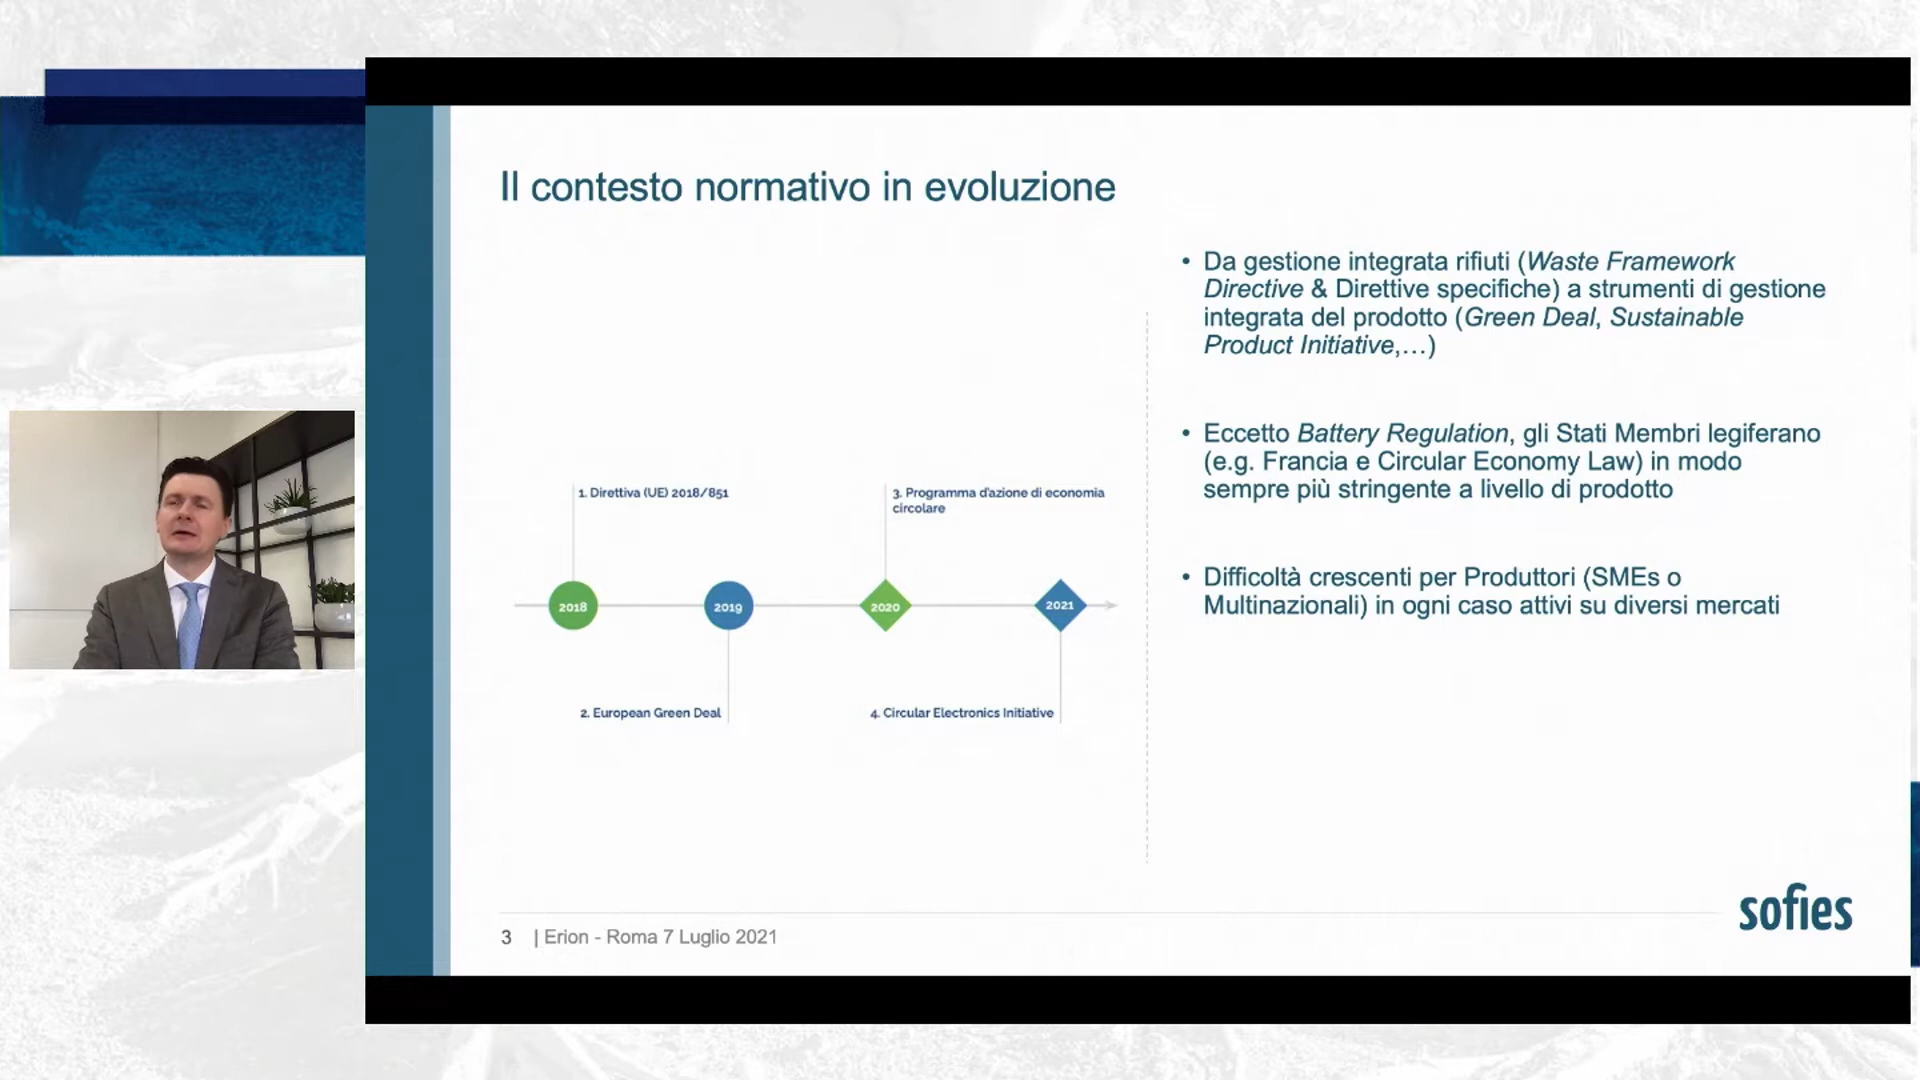 Il contesto normativo in evoluzione
1. Direttiva (UE) 2018/851
3. Programma d'azione di economia
circolare
2018
2019
2020
2021
2. European Green Deal
4. Circular Electronics Initiative
• Da gestione integrata rifiuti (Waste Framework
Directive & Direttive specifiche) a strumenti di gestione
integrata del prodotto (Green Deal, Sustainable
Product Initiative,…)
• Eccetto Battery Regulation, gli Stati Membri legiferano
(e.g. Francia e Circular Economy Law) in modo
sempre più stringente a livello di prodotto
• Difficoltà crescenti per Produttori (SMEs o
Multinazionali) in ogni caso attivi su diversi mercati
3 | Erion - Roma 7 Luglio 2021
sofies